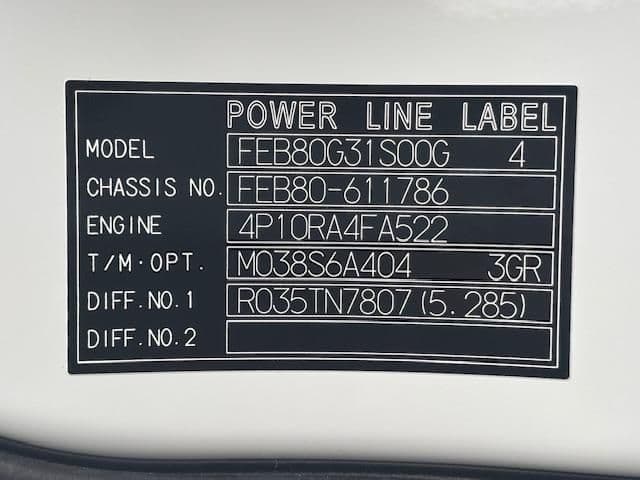 POWER LINE LABEL
MODEL FEB80G31S00G 4
CHASSIS NO. FEB80-611786
ENGINE 4P10RA4FA522
T/M·OPT. M038S6A404 3GR
DIFF.NO.1 R035TN7807(5.285)
DIFF.NO.2